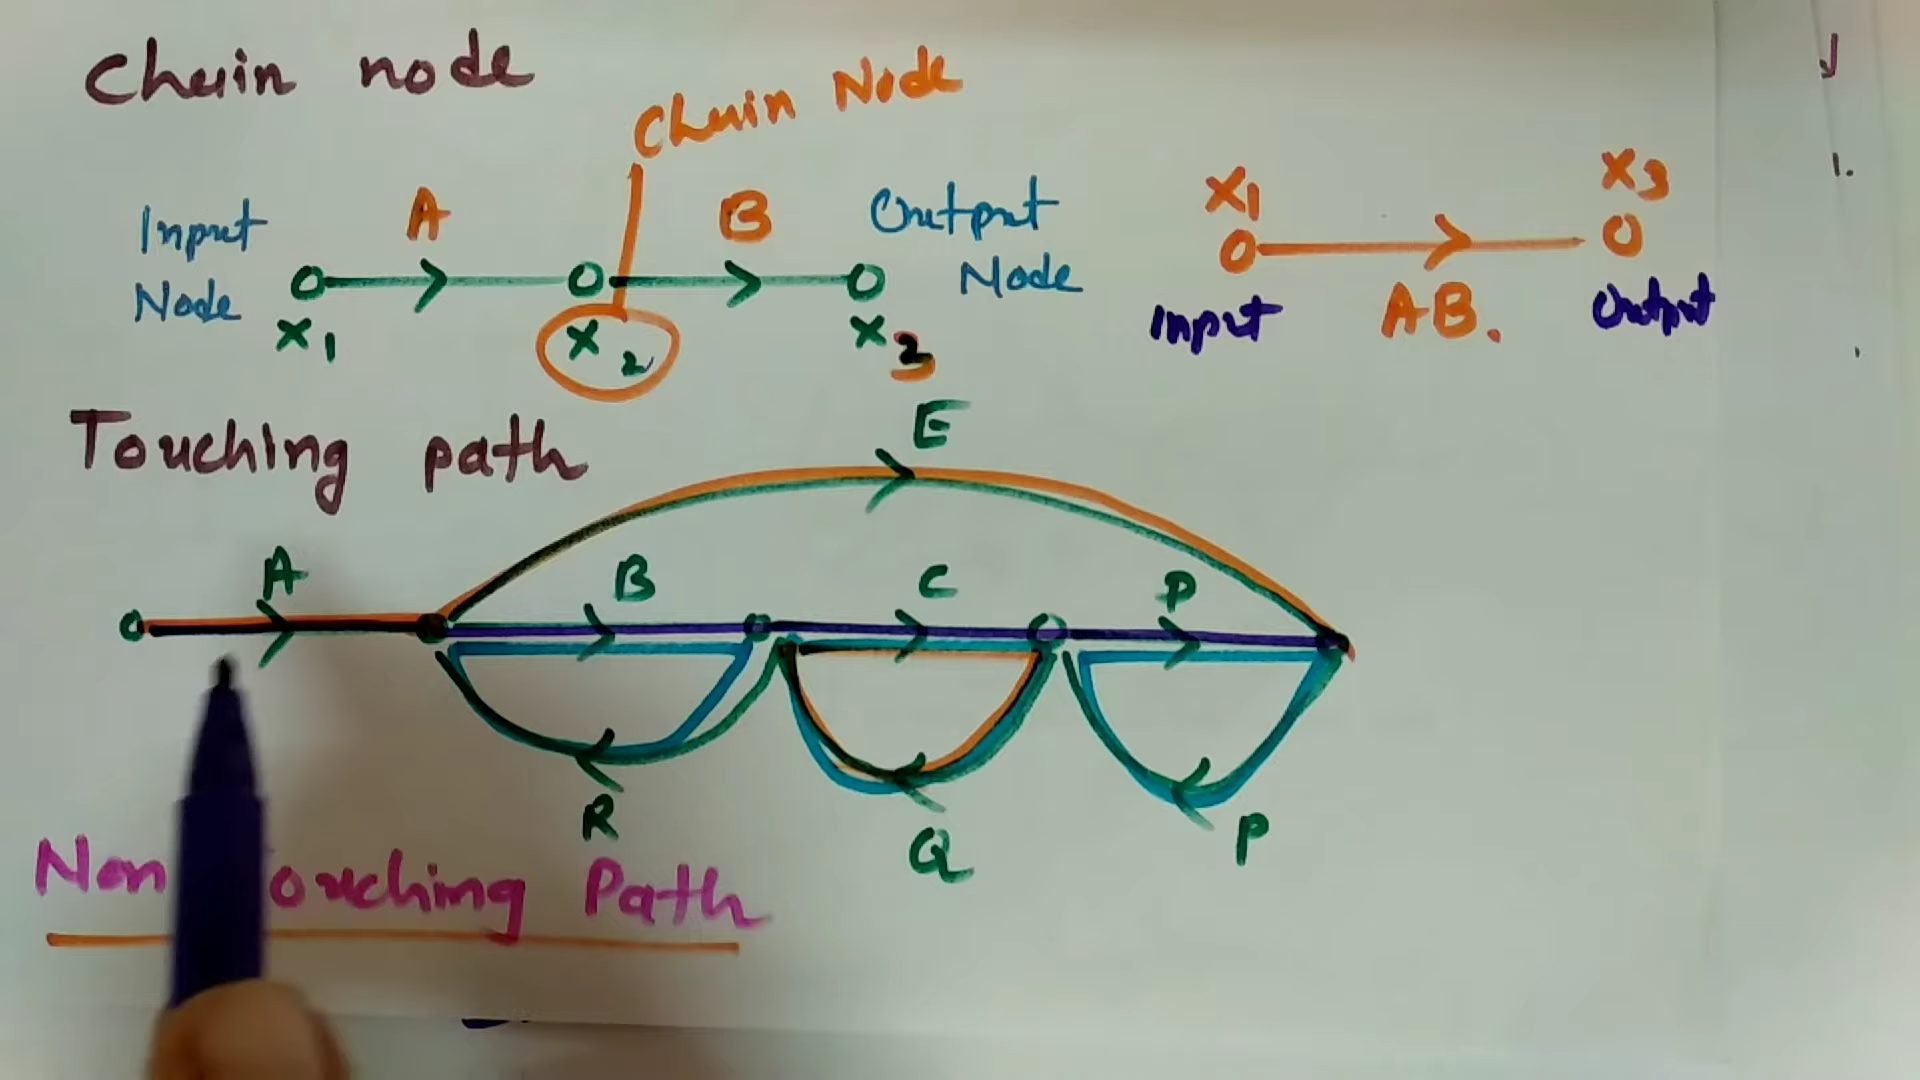 Chain node
Chain Node
Input
Node
A
B
Output
Node
X1
X2
X3
X1
X3
Input
AB.
Output
Touching path
E
A
B
C
P
R
Q
P
Non Touching Path